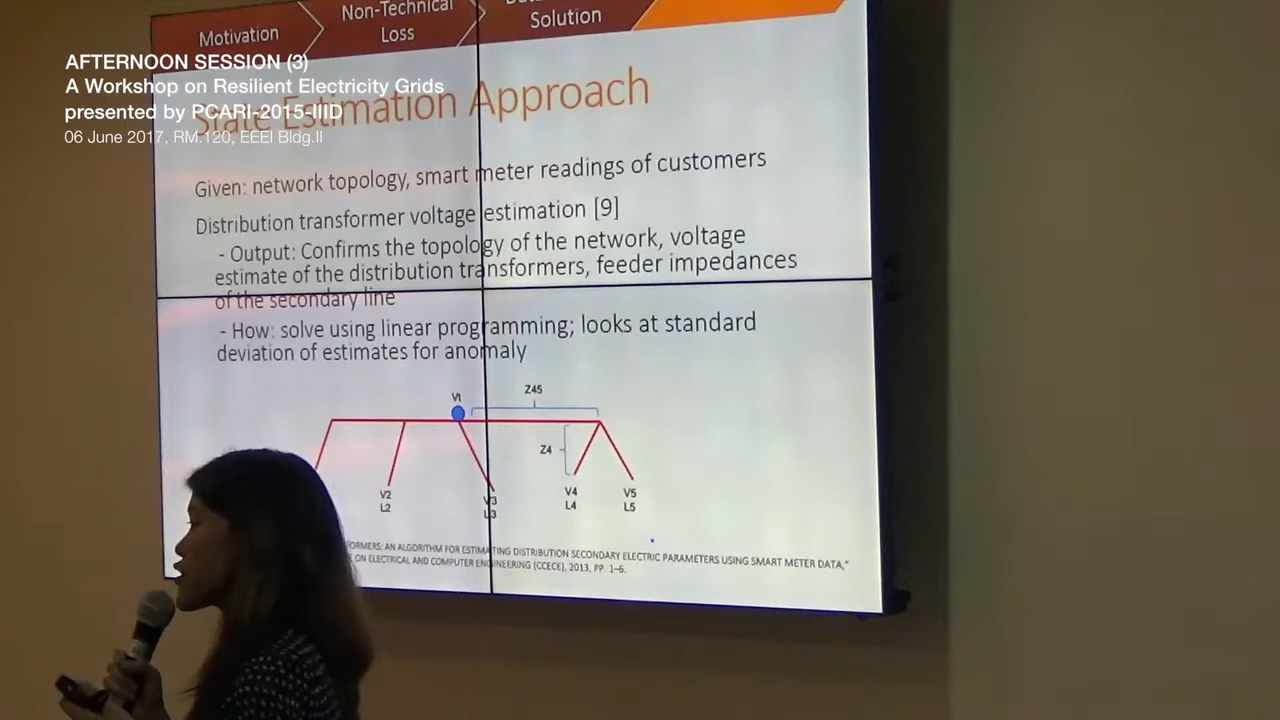 Motivation
Non-Technical
Loss
Solution
AFTERNOON SESSION (3)
A Workshop on Resilient Electricity Grids
presented by PCARI-2015-IIID
06 June 2017, RM.120, EEEI Bldg.II
State Estimation Approach
Given: network topology, smart meter readings of customers
Distribution transformer voltage estimation [9]
- Output: Confirms the topology of the network, voltage
estimate of the distribution transformers, feeder impedances
of the secondary line
- How: solve using linear programming; looks at standard
deviation of estimates for anomaly
Z45
Z4
V2
L2
V3
L3
V4
L4
V5
L5
AN ALGORITHM FOR ESTIMATING DISTRIBUTION SECONDARY ELECTRIC PARAMETERS USING SMART METER DATA,"
ON ELECTRICAL AND COMPUTER ENGINEERING (CCECE), 2013, PP. 1–6.